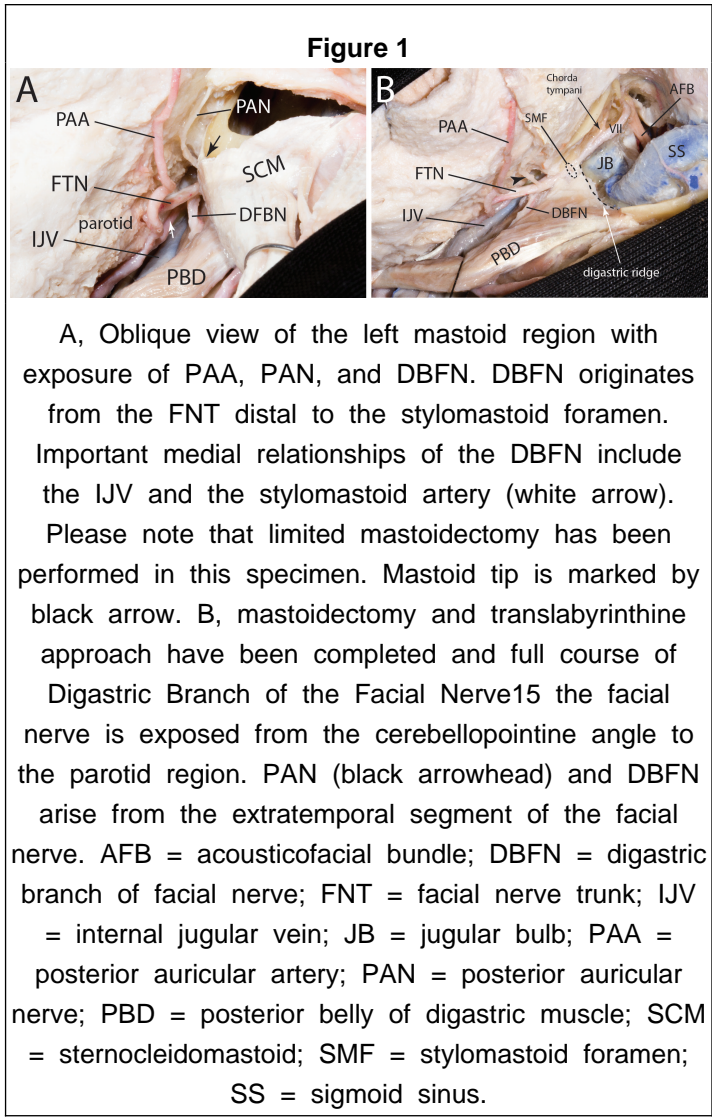 Figure 1
A
PAN
PAA
SCM
FTN
DFBN
parotid
IJV
PBD
B
Chorda
tympani
AFB
SMF
PAA
VII
SS
JB
FTN
IJV
DBFN
PBD
digastric ridge
A, Oblique view of the left mastoid region with
exposure of PAA, PAN, and DBFN. DBFN originates
from the FNT distal to the stylomastoid foramen.
Important medial relationships of the DBFN include
the IJV and the stylomastoid artery (white arrow).
Please note that limited mastoidectomy has been
performed in this specimen. Mastoid tip is marked by
black arrow. B, mastoidectomy and translabyrinthine
approach have been completed and full course of
Digastric Branch of the Facial Nerve15 the facial
nerve is exposed from the cerebellopointine angle to
the parotid region. PAN (black arrowhead) and DBFN
arise from the extratemporal segment of the facial
nerve. AFB = acousticofacial bundle; DBFN = digastric
branch of facial nerve; FNT = facial nerve trunk; IJV
= internal jugular vein; JB = jugular bulb; PAA =
posterior auricular artery; PAN = posterior auricular
nerve; PBD = posterior belly of digastric muscle; SCM
= sternocleidomastoid; SMF = stylomastoid foramen;
SS = sigmoid sinus.